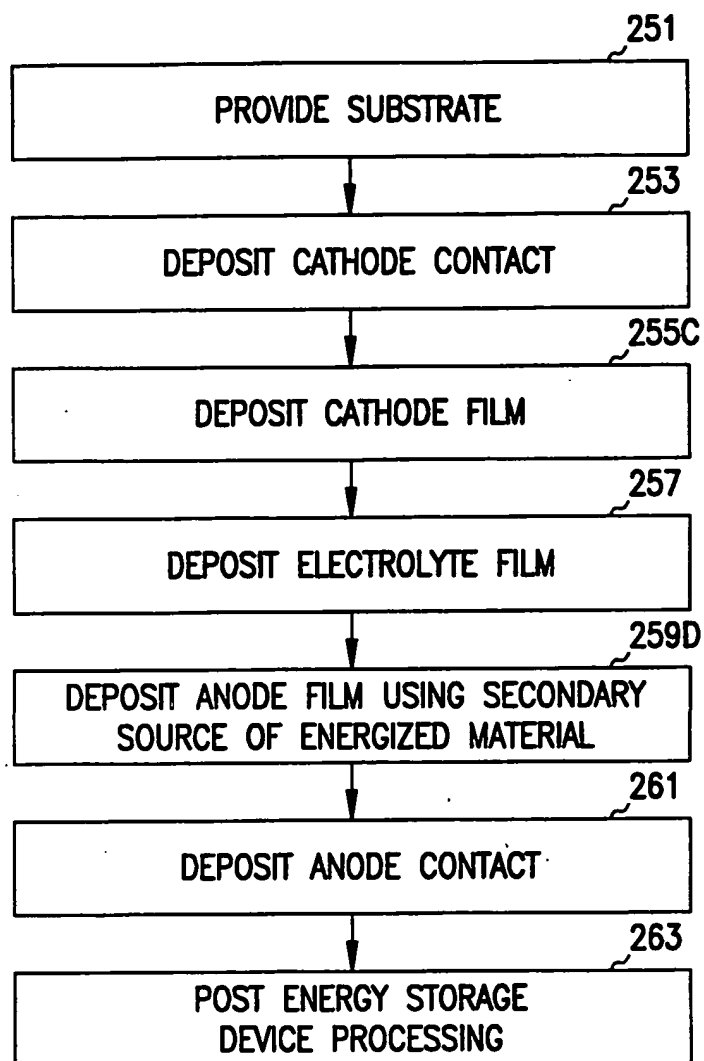 251
PROVIDE SUBSTRATE
253
DEPOSIT CATHODE CONTACT
255C
DEPOSIT CATHODE FILM
257
DEPOSIT ELECTROLYTE FILM
259D
DEPOSIT ANODE FILM USING SECONDARY
SOURCE OF ENERGIZED MATERIAL
261
DEPOSIT ANODE CONTACT
263
POST ENERGY STORAGE
DEVICE PROCESSING